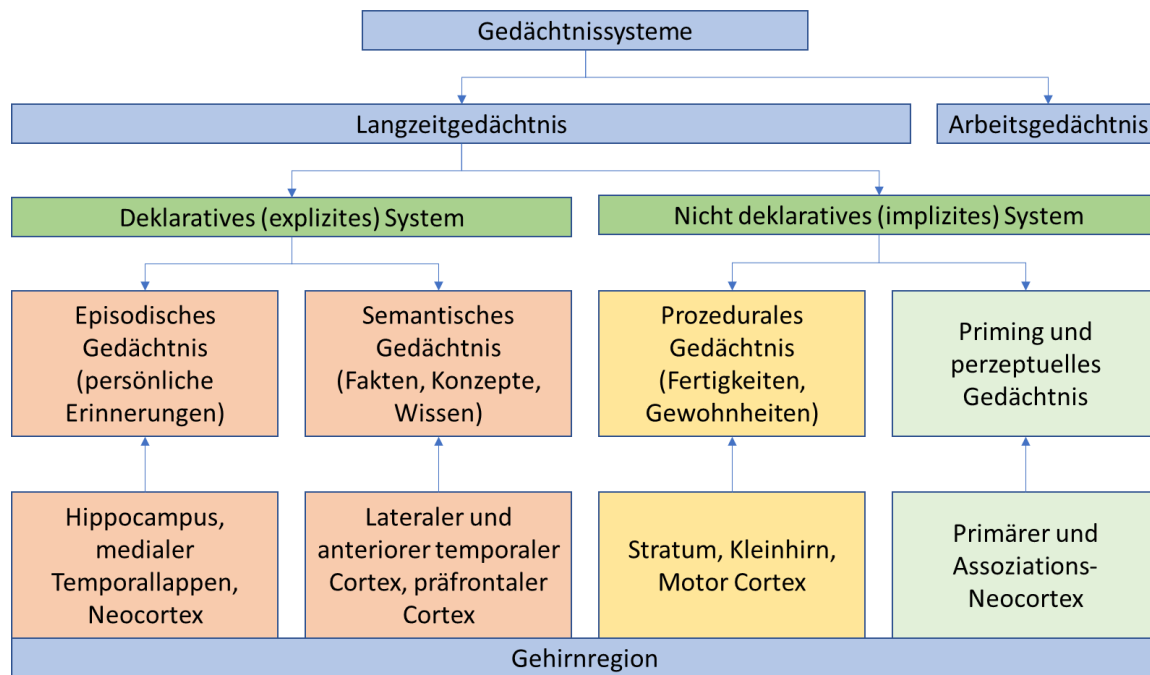 Gedächtnissysteme
Langzeitgedächtnis
Arbeitsgedächtnis
Deklaratives (explizites) System
Nicht deklaratives (implizites) System
Episodisches
Gedächtnis
(persönliche
Erinnerungen)
Semantisches
Gedächtnis
(Fakten, Konzepte,
Wissen)
Prozedurales
Gedächtnis
(Fertigkeiten,
Gewohnheiten)
Priming und
perzeptuelles
Gedächtnis
Hippocampus,
medialer
Temporallappen,
Neocortex
Lateraler und
anteriorer temporaler
Cortex, präfrontaler
Cortex
Stratum, Kleinhirn,
Motor Cortex
Primärer und
Assoziations-
Neocortex
Gehirnregion